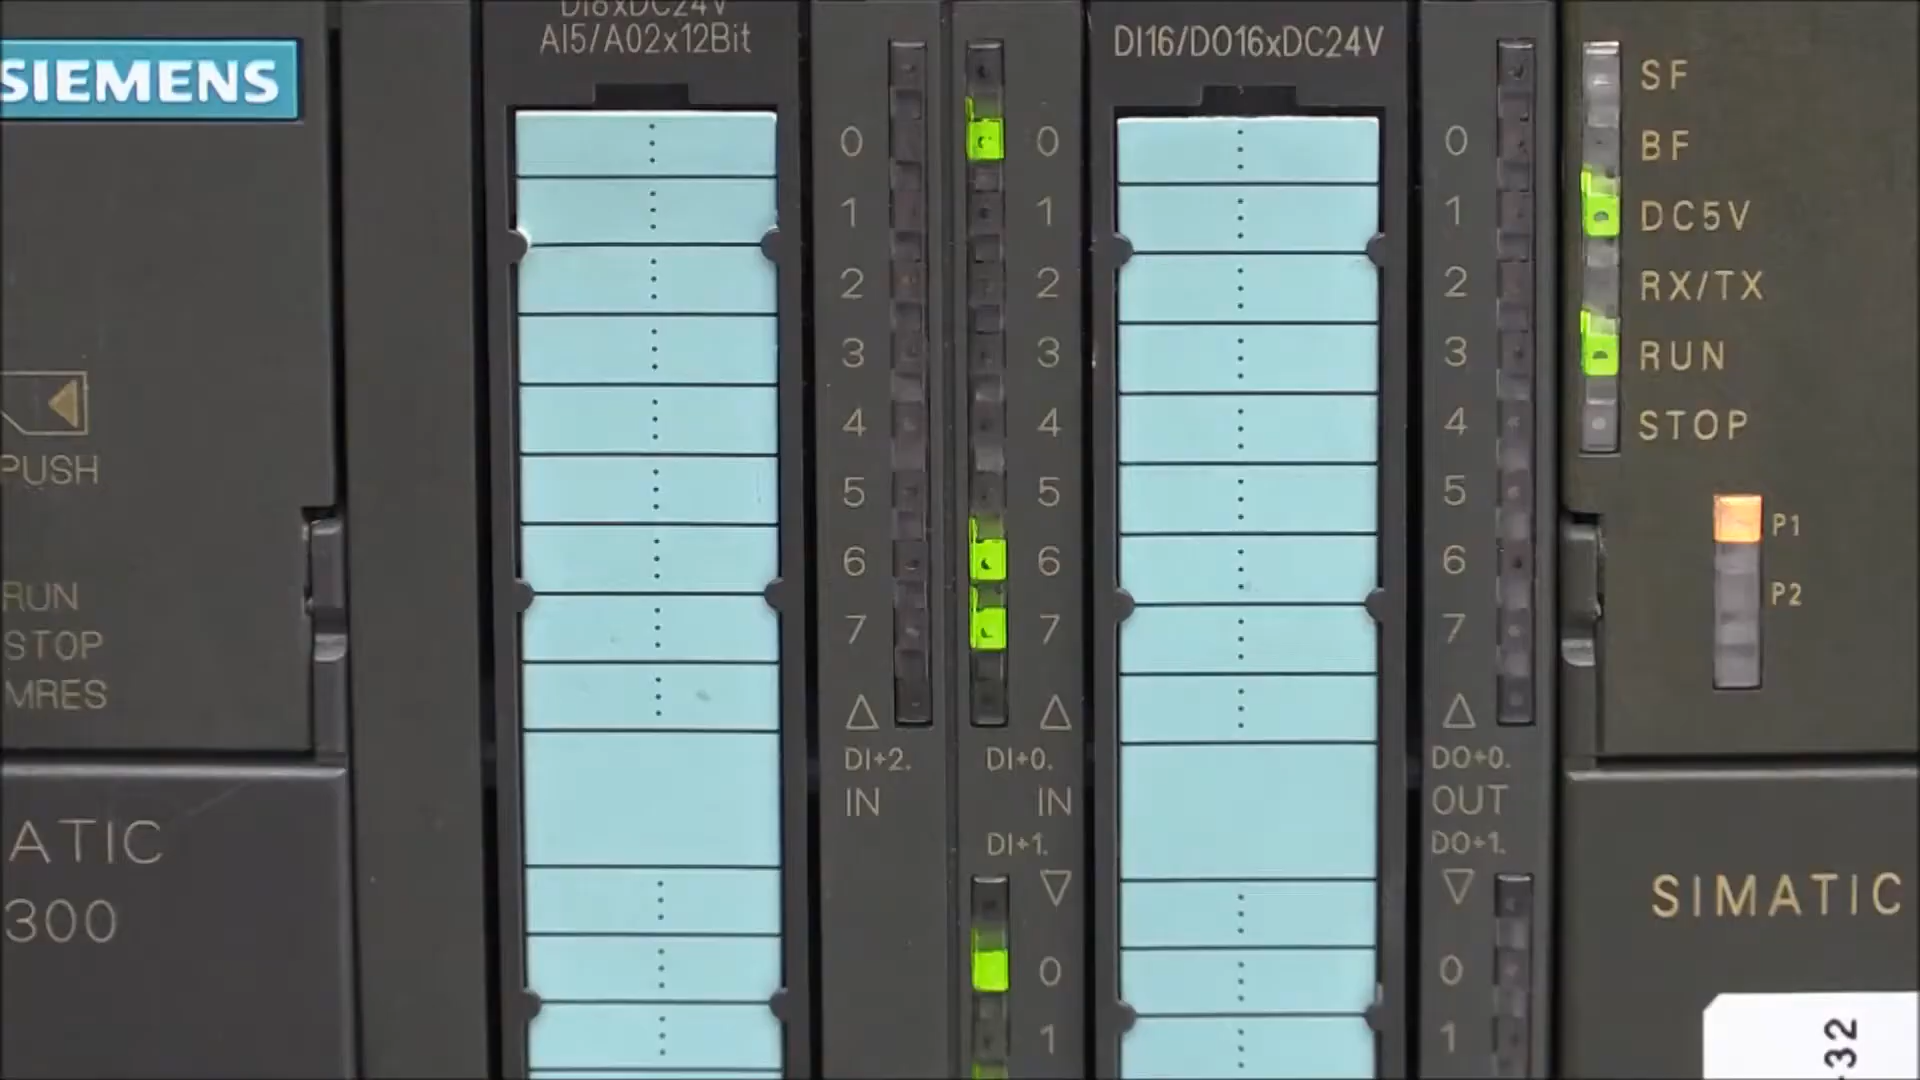 SIEMENS
PUSH
RUN
STOP
MRES
ATIC
300
DI8xDC24V
AI5/A02x12Bit
0
1
2
3
4
5
6
7
DI+2.
IN
0
1
2
3
4
5
6
7
DI+0.
IN
DI+1.
0
1
DI16/DO16xDC24V
0
1
2
3
4
5
6
7
DO+0.
OUT
DO+1.
0
1
SF
BF
DC5V
RX/TX
RUN
STOP
P1
P2
SIMATIC
-32